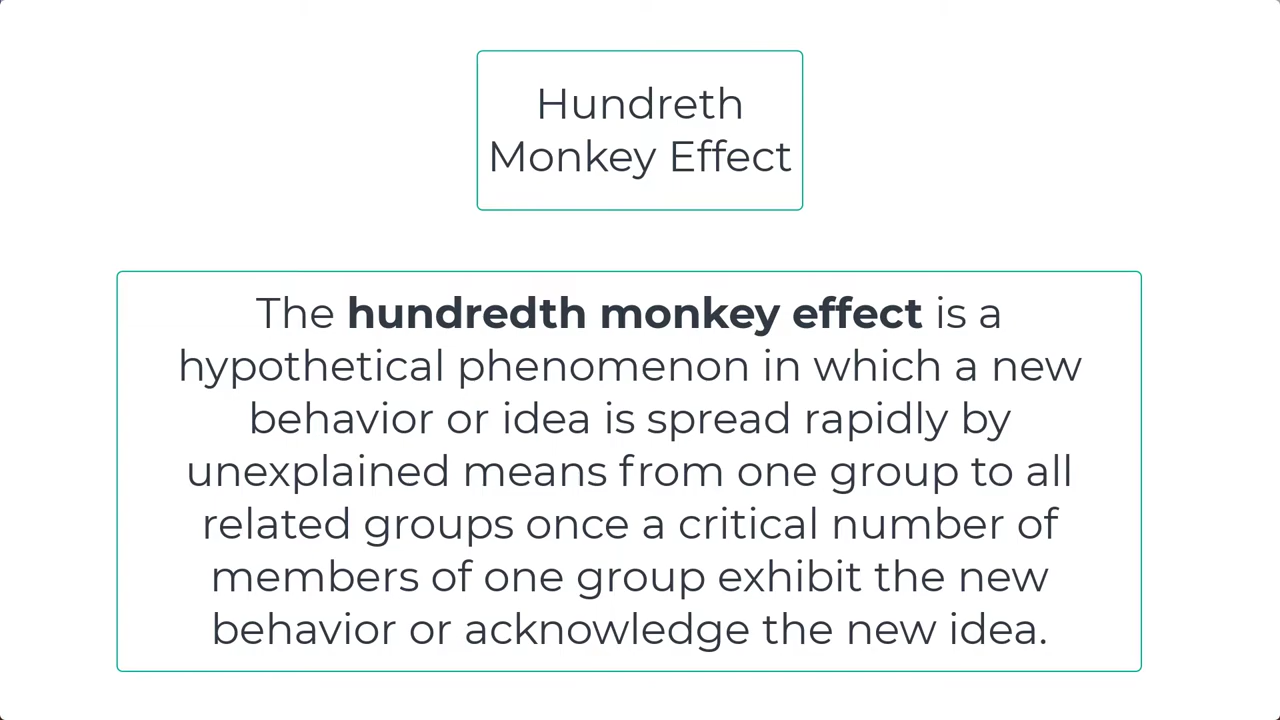 Hundreth
Monkey Effect
The hundredth monkey effect is a
hypothetical phenomenon in which a new
behavior or idea is spread rapidly by
unexplained means from one group to all
related groups once a critical number of
members of one group exhibit the new
behavior or acknowledge the new idea.